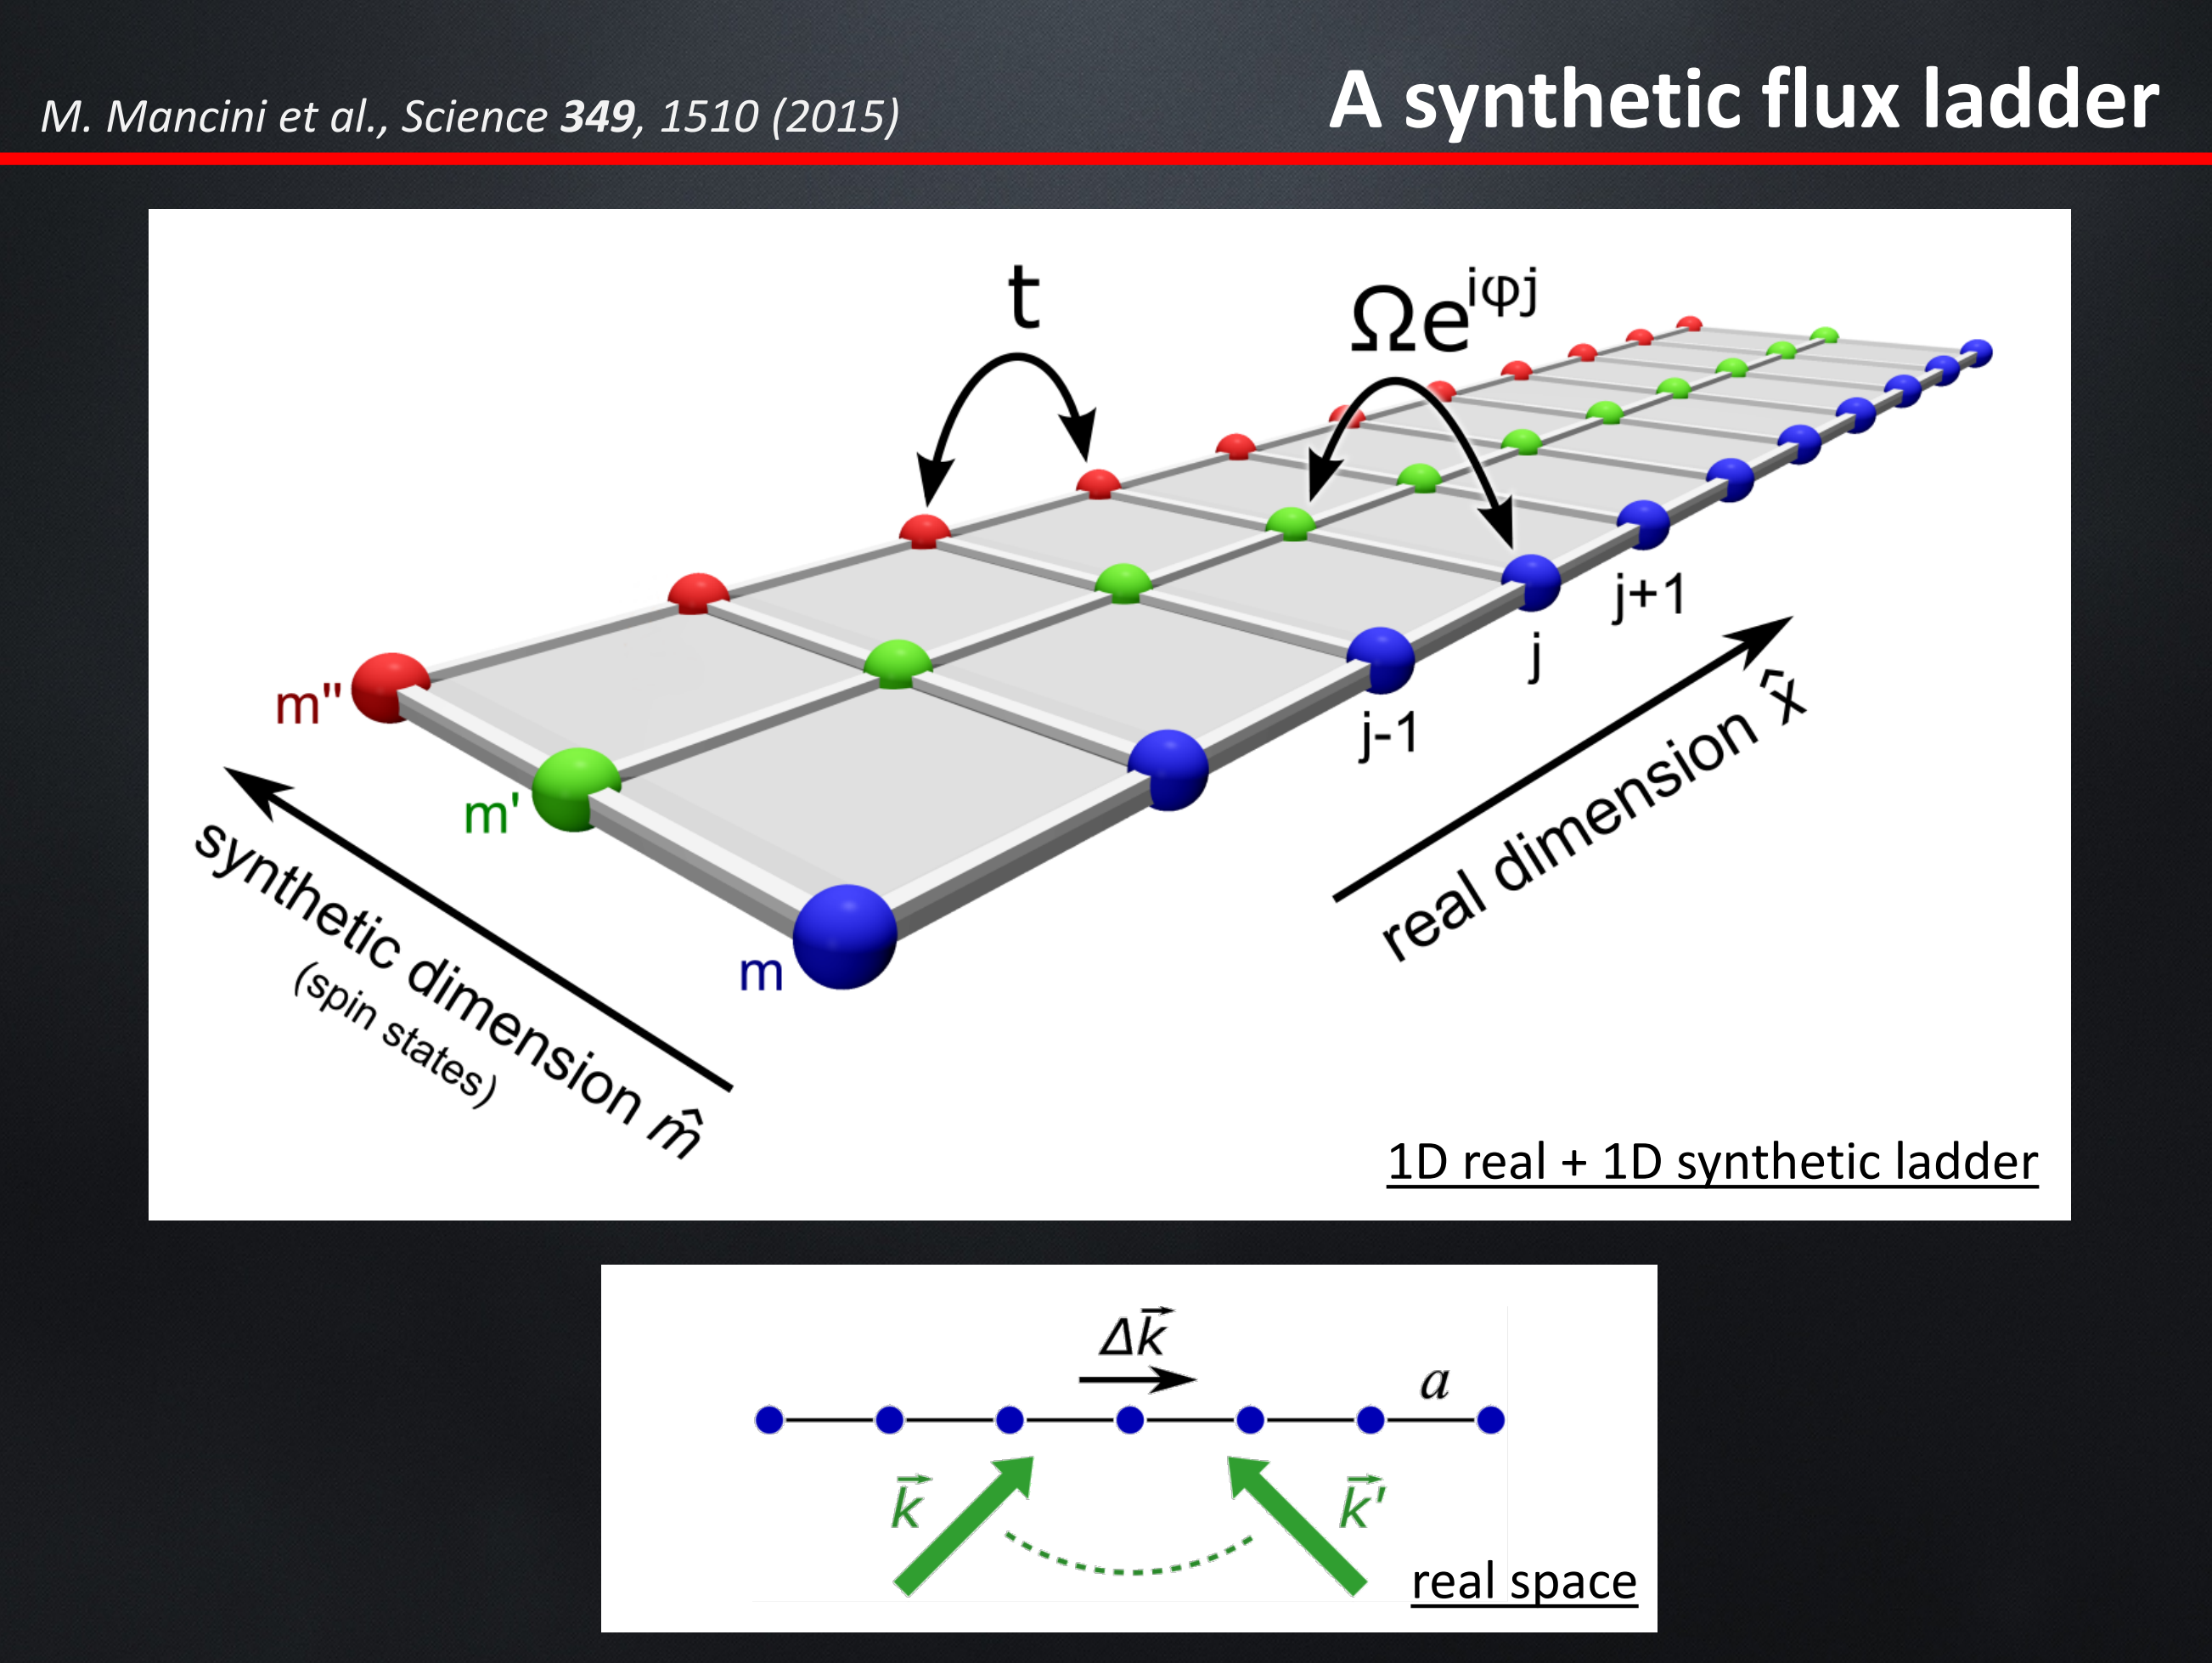 M. Mancini et al., Science 349, 1510 (2015)
A synthetic flux ladder
t
Ωe^{iφj}
m"
m'
m
j-1
j
j+1
real dimension x̂
synthetic dimension m̂
(spin states)
1D real + 1D synthetic ladder
Δk⃗
a
k⃗
k⃗'
real space